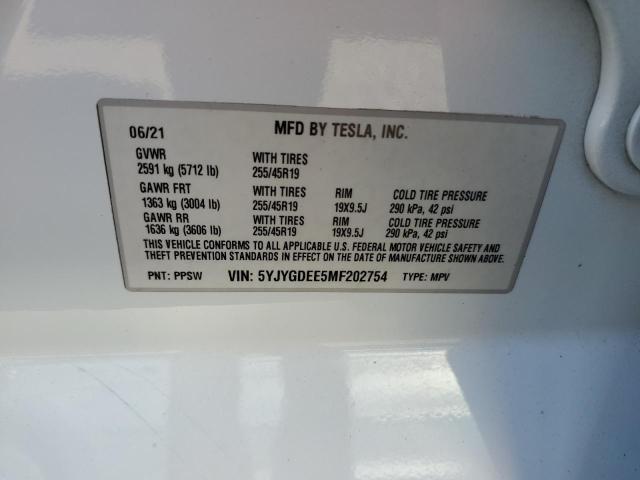 06/21 MFD BY TESLA, INC.
GVWR WITH TIRES
2591 kg (5712 lb) 255/45R19
GAWR FRT WITH TIRES RIM COLD TIRE PRESSURE
1363 kg (3004 lb) 255/45R19 19X9.5J 290 kPa, 42 psi
GAWR RR WITH TIRES RIM COLD TIRE PRESSURE
1636 kg (3606 lb) 255/45R19 19X9.5J 290 kPa, 42 psi
THIS VEHICLE CONFORMS TO ALL APPLICABLE U.S. FEDERAL MOTOR VEHICLE SAFETY AND
THEFT PREVENTION STANDARDS IN EFFECT ON THE DATE OF MANUFACTURE SHOWN ABOVE.
PNT: PPSW VIN: 5YJYGDEE5MF202754 TYPE: MPV